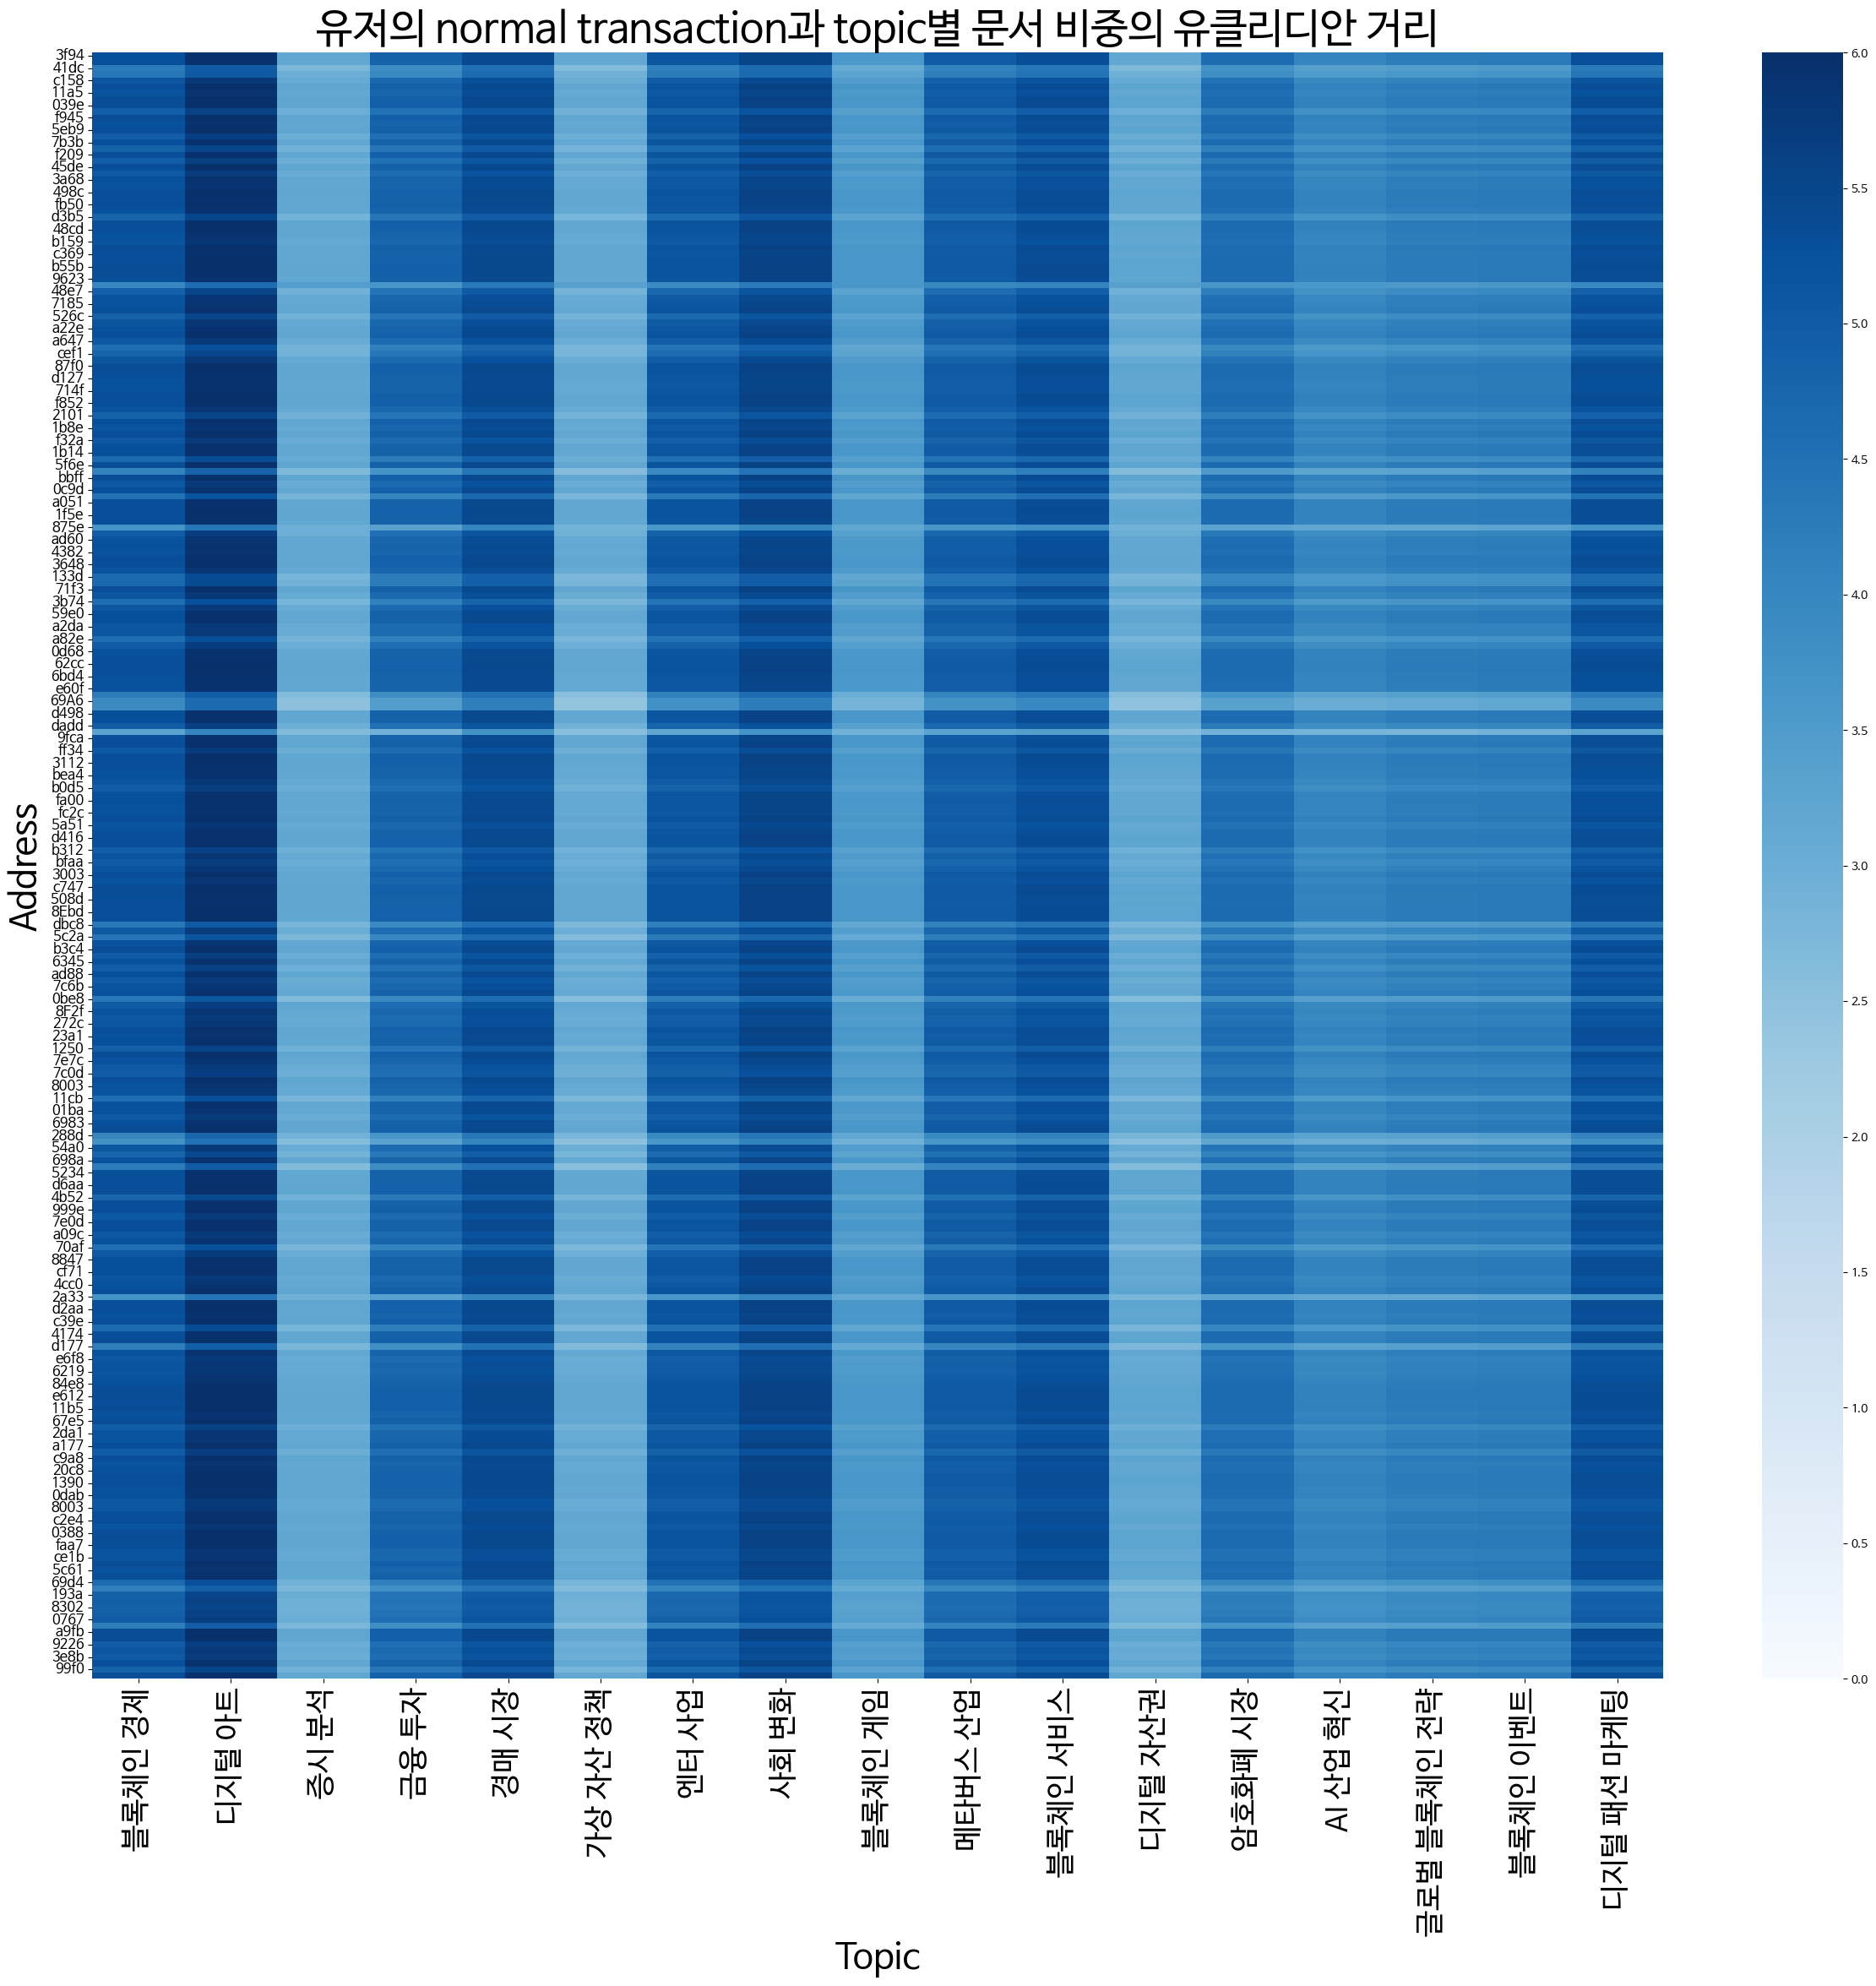 유저의 normal transaction과 topic별 문서 비중의 유클리디안 거리
Address
3f94
41dc
c158
11a5
039e
f945
5eb9
7b3b
f209
45de
3a68
498c
fb50
d3b5
48cd
b159
c369
b55b
9623
48e7
7185
526c
a22e
a647
cef1
87f0
d127
714f
f852
2101
1b8e
f32a
1b14
5f6e
bbff
0c9d
a051
1f5e
875e
ad60
4382
3648
133d
71f3
3b74
59e0
a2da
a82e
0d68
62cc
6bd4
e60f
69A6
d498
dadd
9fca
ff34
3112
bea4
b0d5
fa00
fc2c
5a51
d416
b312
bfaa
3003
c747
508d
8Ebd
dbc8
5c2a
b3c4
6345
ad88
7c6b
0be8
8F2f
272c
23a1
1250
7e7c
7c0d
8003
11cb
01ba
6983
288d
54a0
698a
5234
d6aa
4b52
999e
7e0d
a09c
70af
8847
cf71
4cc0
2a33
d2aa
c39e
4174
d177
e6f8
6219
84e8
e612
11b5
67e5
2da1
a177
c9a8
20c8
1390
0dab
8003
c2e4
0388
faa7
ce1b
5c61
69d4
193a
8302
0767
a9fb
9226
3e8b
99f0
블록체인 경제
디지털 아트
증시 분석
금융 투자
경매 시장
가상 자산 정책
엔터 사업
사회 변화
블록체인 게임
메타버스 산업
블록체인 서비스
디지털 자산권
암호화폐 시장
AI 산업 혁신
글로벌 블록체인 전략
블록체인 이벤트
디지털 패션 마케팅
Topic
6.0
5.5
5.0
4.5
4.0
3.5
3.0
2.5
2.0
1.5
1.0
0.5
0.0